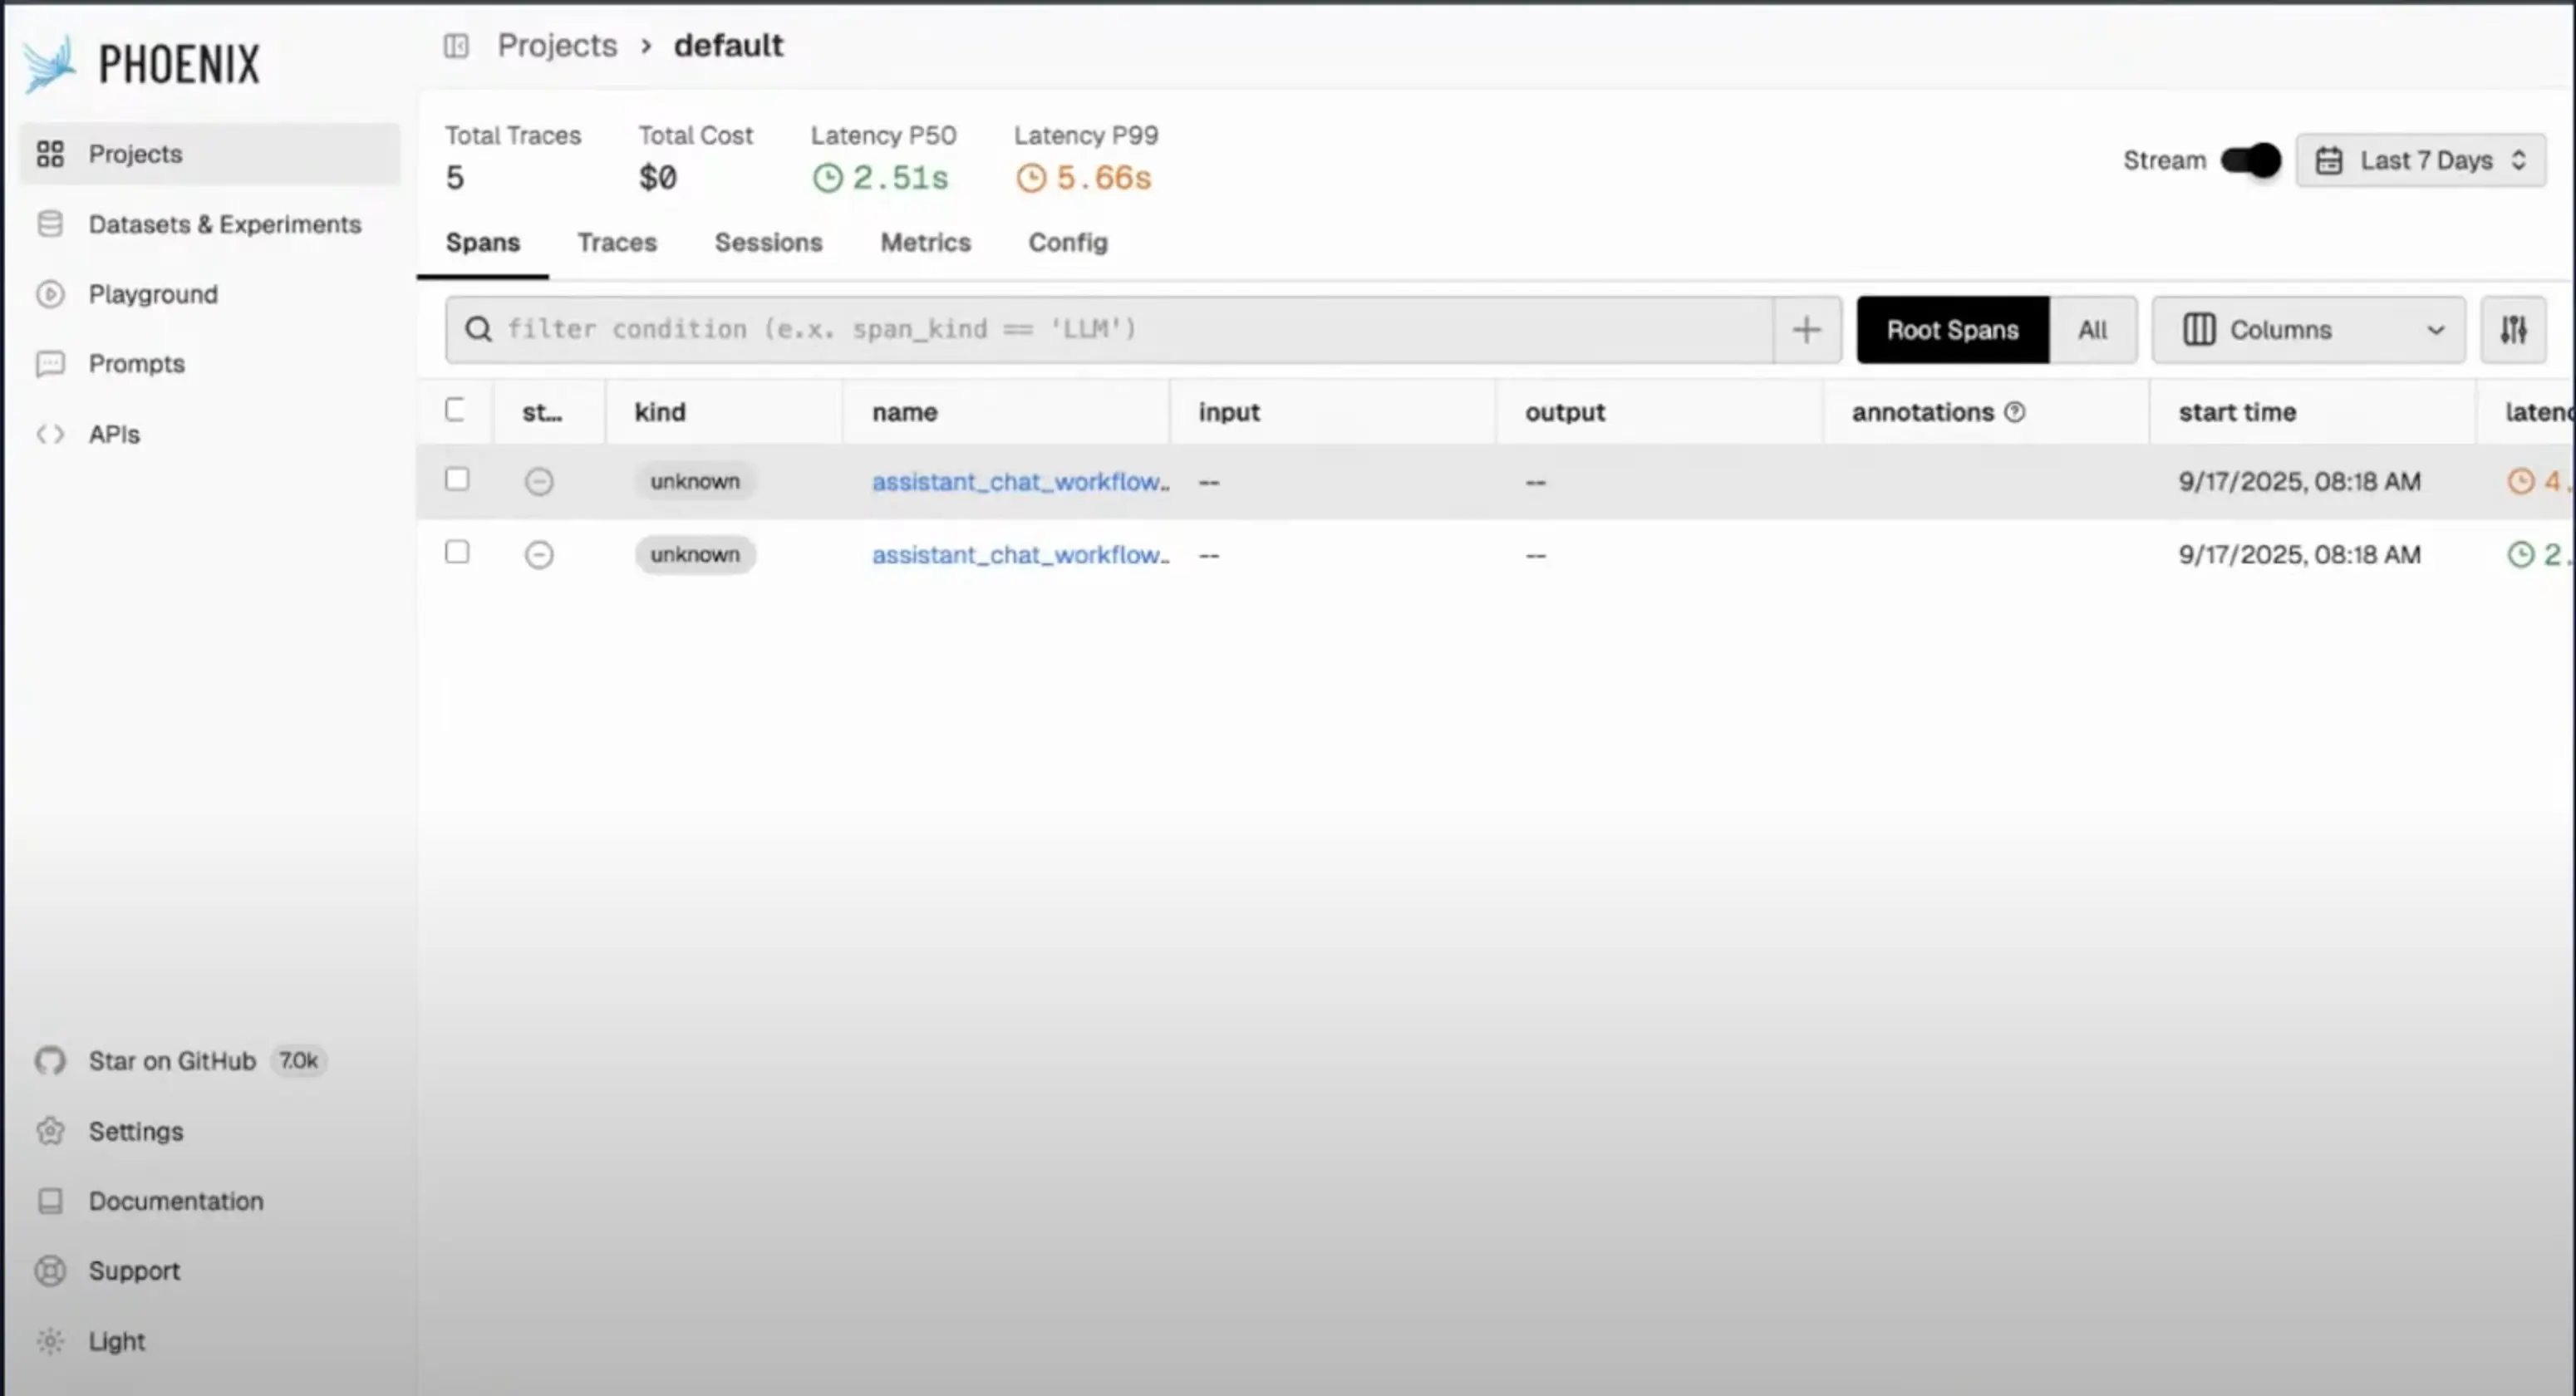 PHOENIX
Projects
Datasets & Experiments
Playground
Prompts
APIs
Star on GitHub 7.0k
Settings
Documentation
Support
Light
Projects › default
Total Traces
5
Total Cost
$0
Latency P50
2.51s
Latency P99
5.66s
Stream
Last 7 Days
Spans Traces Sessions Metrics Config
filter condition (e.x. span_kind == 'LLM')
Root Spans All
Columns
st... kind name input output annotations start time latenc
unknown assistant_chat_workflow.. -- -- 9/17/2025, 08:18 AM 4.
unknown assistant_chat_workflow.. -- -- 9/17/2025, 08:18 AM 2.